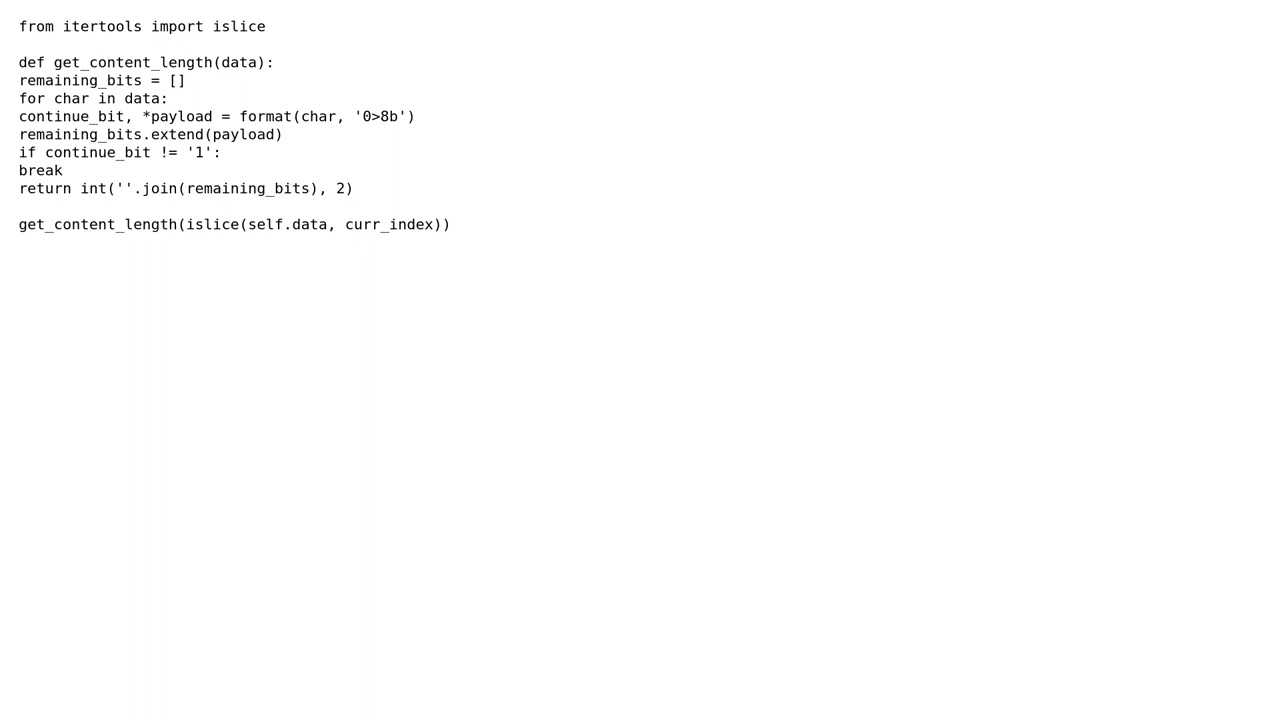 from itertools import islice

def get_content_length(data):
remaining_bits = []
for char in data:
continue_bit, *payload = format(char, '0>8b')
remaining_bits.extend(payload)
if continue_bit != '1':
break
return int(''.join(remaining_bits), 2)

get_content_length(islice(self.data, curr_index))